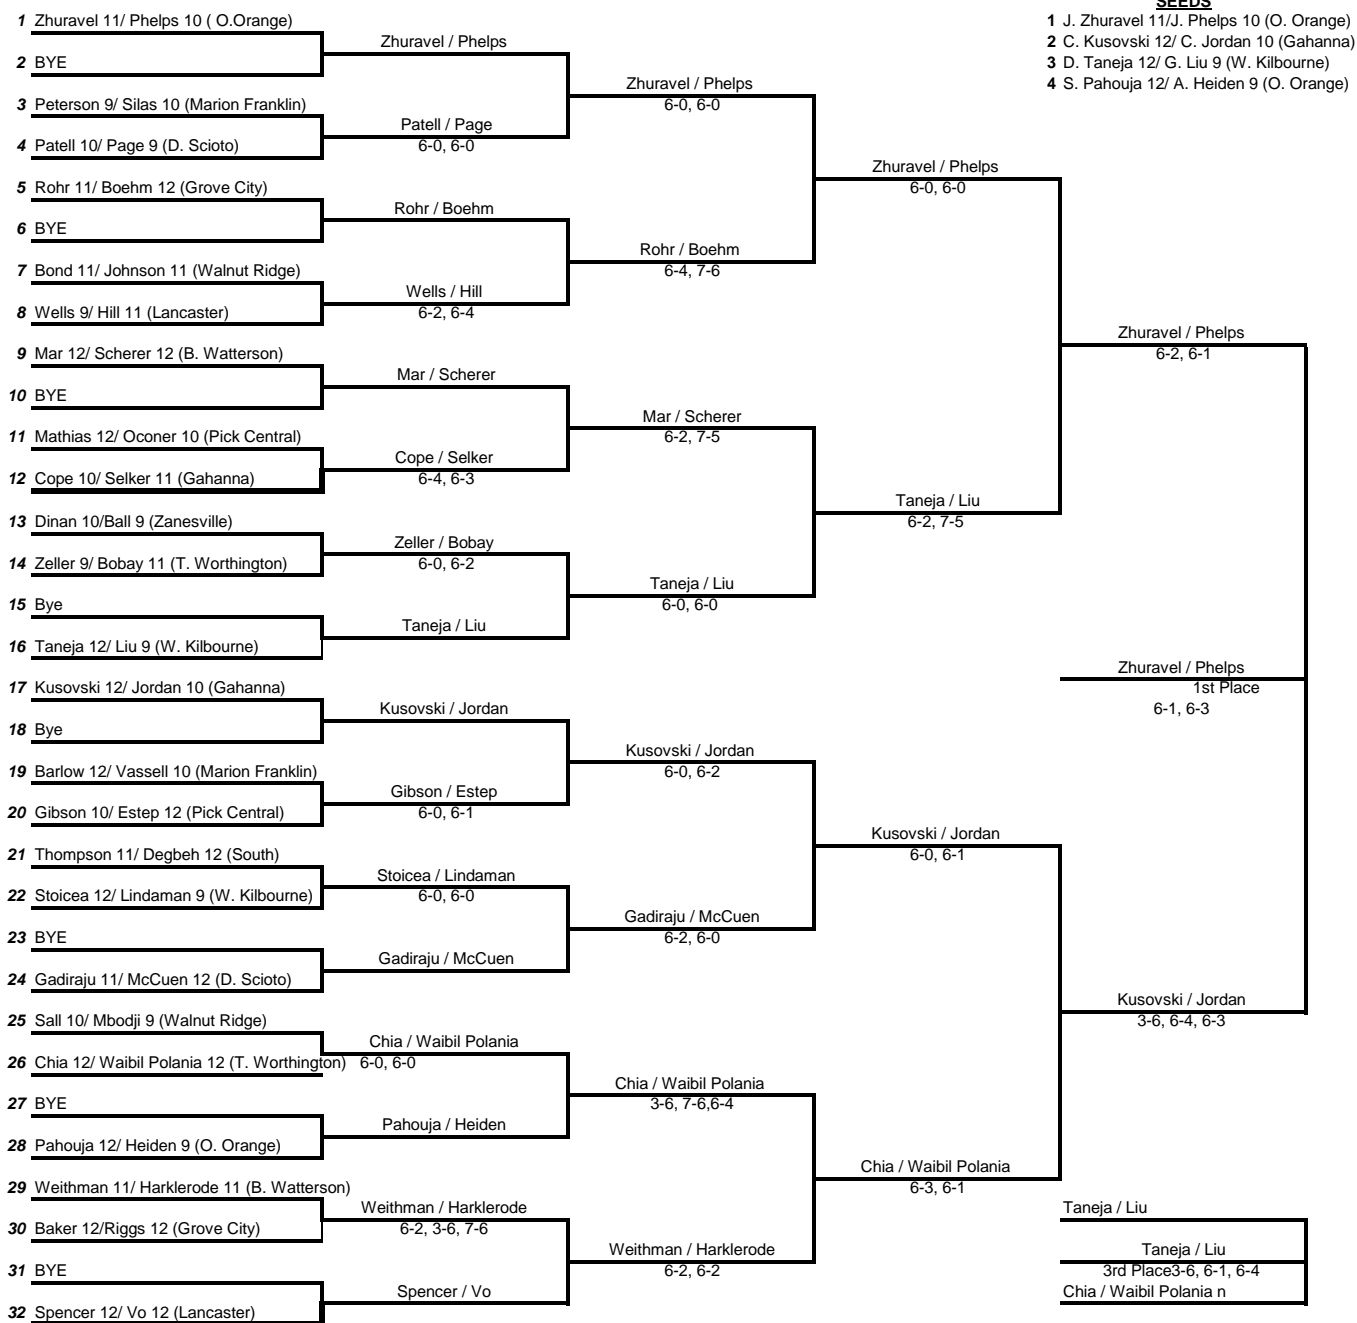 SEEDS
1 J. Zhuravel 11/J. Phelps 10 (O. Orange)
2 C. Kusovski 12/ C. Jordan 10 (Gahanna)
3 D. Taneja 12/ G. Liu 9 (W. Kilbourne)
4 S. Pahouja 12/ A. Heiden 9 (O. Orange)
1 Zhuravel 11/ Phelps 10 ( O.Orange)
2 BYE
3 Peterson 9/ Silas 10 (Marion Franklin)
4 Patell 10/ Page 9 (D. Scioto)
5 Rohr 11/ Boehm 12 (Grove City)
6 BYE
7 Bond 11/ Johnson 11 (Walnut Ridge)
8 Wells 9/ Hill 11 (Lancaster)
9 Mar 12/ Scherer 12 (B. Watterson)
10 BYE
11 Mathias 12/ Oconer 10 (Pick Central)
12 Cope 10/ Selker 11 (Gahanna)
13 Dinan 10/Ball 9 (Zanesville)
14 Zeller 9/ Bobay 11 (T. Worthington)
15 Bye
16 Taneja 12/ Liu 9 (W. Kilbourne)
17 Kusovski 12/ Jordan 10 (Gahanna)
18 Bye
19 Barlow 12/ Vassell 10 (Marion Franklin)
20 Gibson 10/ Estep 12 (Pick Central)
21 Thompson 11/ Degbeh 12 (South)
22 Stoicea 12/ Lindaman 9 (W. Kilbourne)
23 BYE
24 Gadiraju 11/ McCuen 12 (D. Scioto)
25 Sall 10/ Mbodji 9 (Walnut Ridge)
26 Chia 12/ Waibil Polania 12 (T. Worthington)
27 BYE
28 Pahouja 12/ Heiden 9 (O. Orange)
29 Weithman 11/ Harklerode 11 (B. Watterson)
30 Baker 12/Riggs 12 (Grove City)
31 BYE
32 Spencer 12/ Vo 12 (Lancaster)
Zhuravel / Phelps
Patell / Page
6-0, 6-0
Rohr / Boehm
Wells / Hill
6-2, 6-4
Mar / Scherer
Cope / Selker
6-4, 6-3
Zeller / Bobay
6-0, 6-2
Taneja / Liu
Kusovski / Jordan
Gibson / Estep
6-0, 6-1
Stoicea / Lindaman
6-0, 6-0
Gadiraju / McCuen
Chia / Waibil Polania
6-0, 6-0
Pahouja / Heiden
Weithman / Harklerode
6-2, 3-6, 7-6
Spencer / Vo
Zhuravel / Phelps
6-0, 6-0
Rohr / Boehm
6-4, 7-6
Mar / Scherer
6-2, 7-5
Taneja / Liu
6-0, 6-0
Kusovski / Jordan
6-0, 6-2
Gadiraju / McCuen
6-2, 6-0
Chia / Waibil Polania
3-6, 7-6,6-4
Weithman / Harklerode
6-2, 6-2
Zhuravel / Phelps
6-0, 6-0
Taneja / Liu
6-2, 7-5
Kusovski / Jordan
6-0, 6-1
Chia / Waibil Polania
6-3, 6-1
Zhuravel / Phelps
6-2, 6-1
Kusovski / Jordan
3-6, 6-4, 6-3
Zhuravel / Phelps
1st Place
6-1, 6-3
Taneja / Liu
Taneja / Liu
3rd Place3-6, 6-1, 6-4
Chia / Waibil Polania n